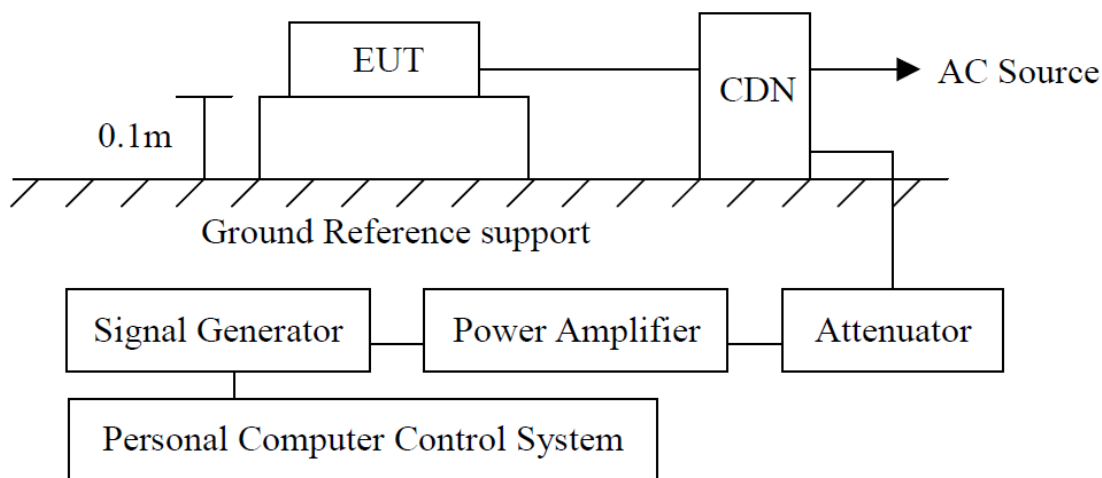 EUT
CDN
AC Source
0.1m
Ground Reference support
Signal Generator
Power Amplifier
Attenuator
Personal Computer Control System